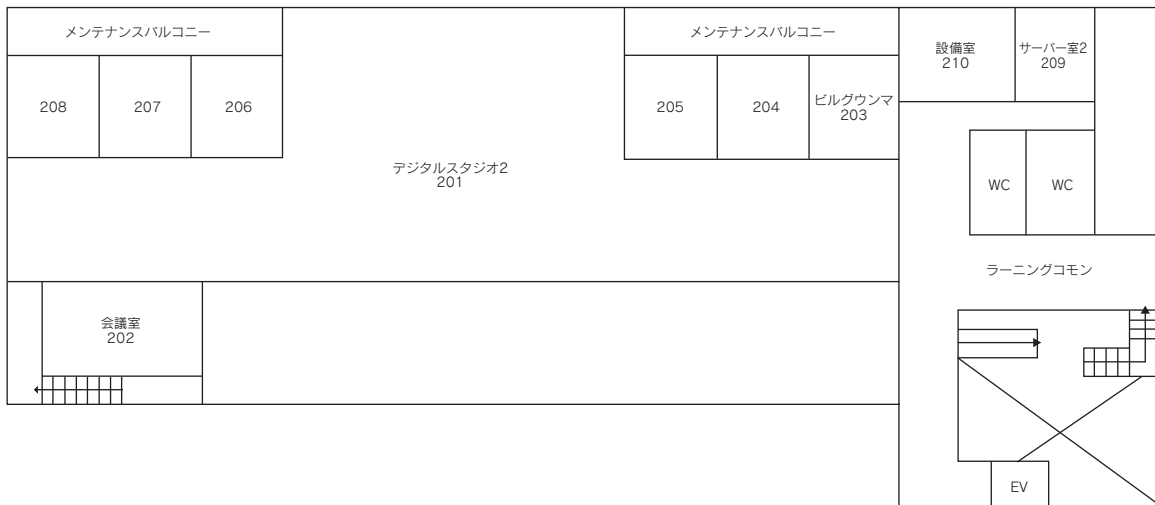 メンテナンスバルコニー
メンテナンスバルコニー
設備室
210
サーバー室2
209
208
207
206
205
204
ビルグウンマ
203
デジタルスタジオ2
201
WC
WC
ラーニングコモン
会議室
202
EV